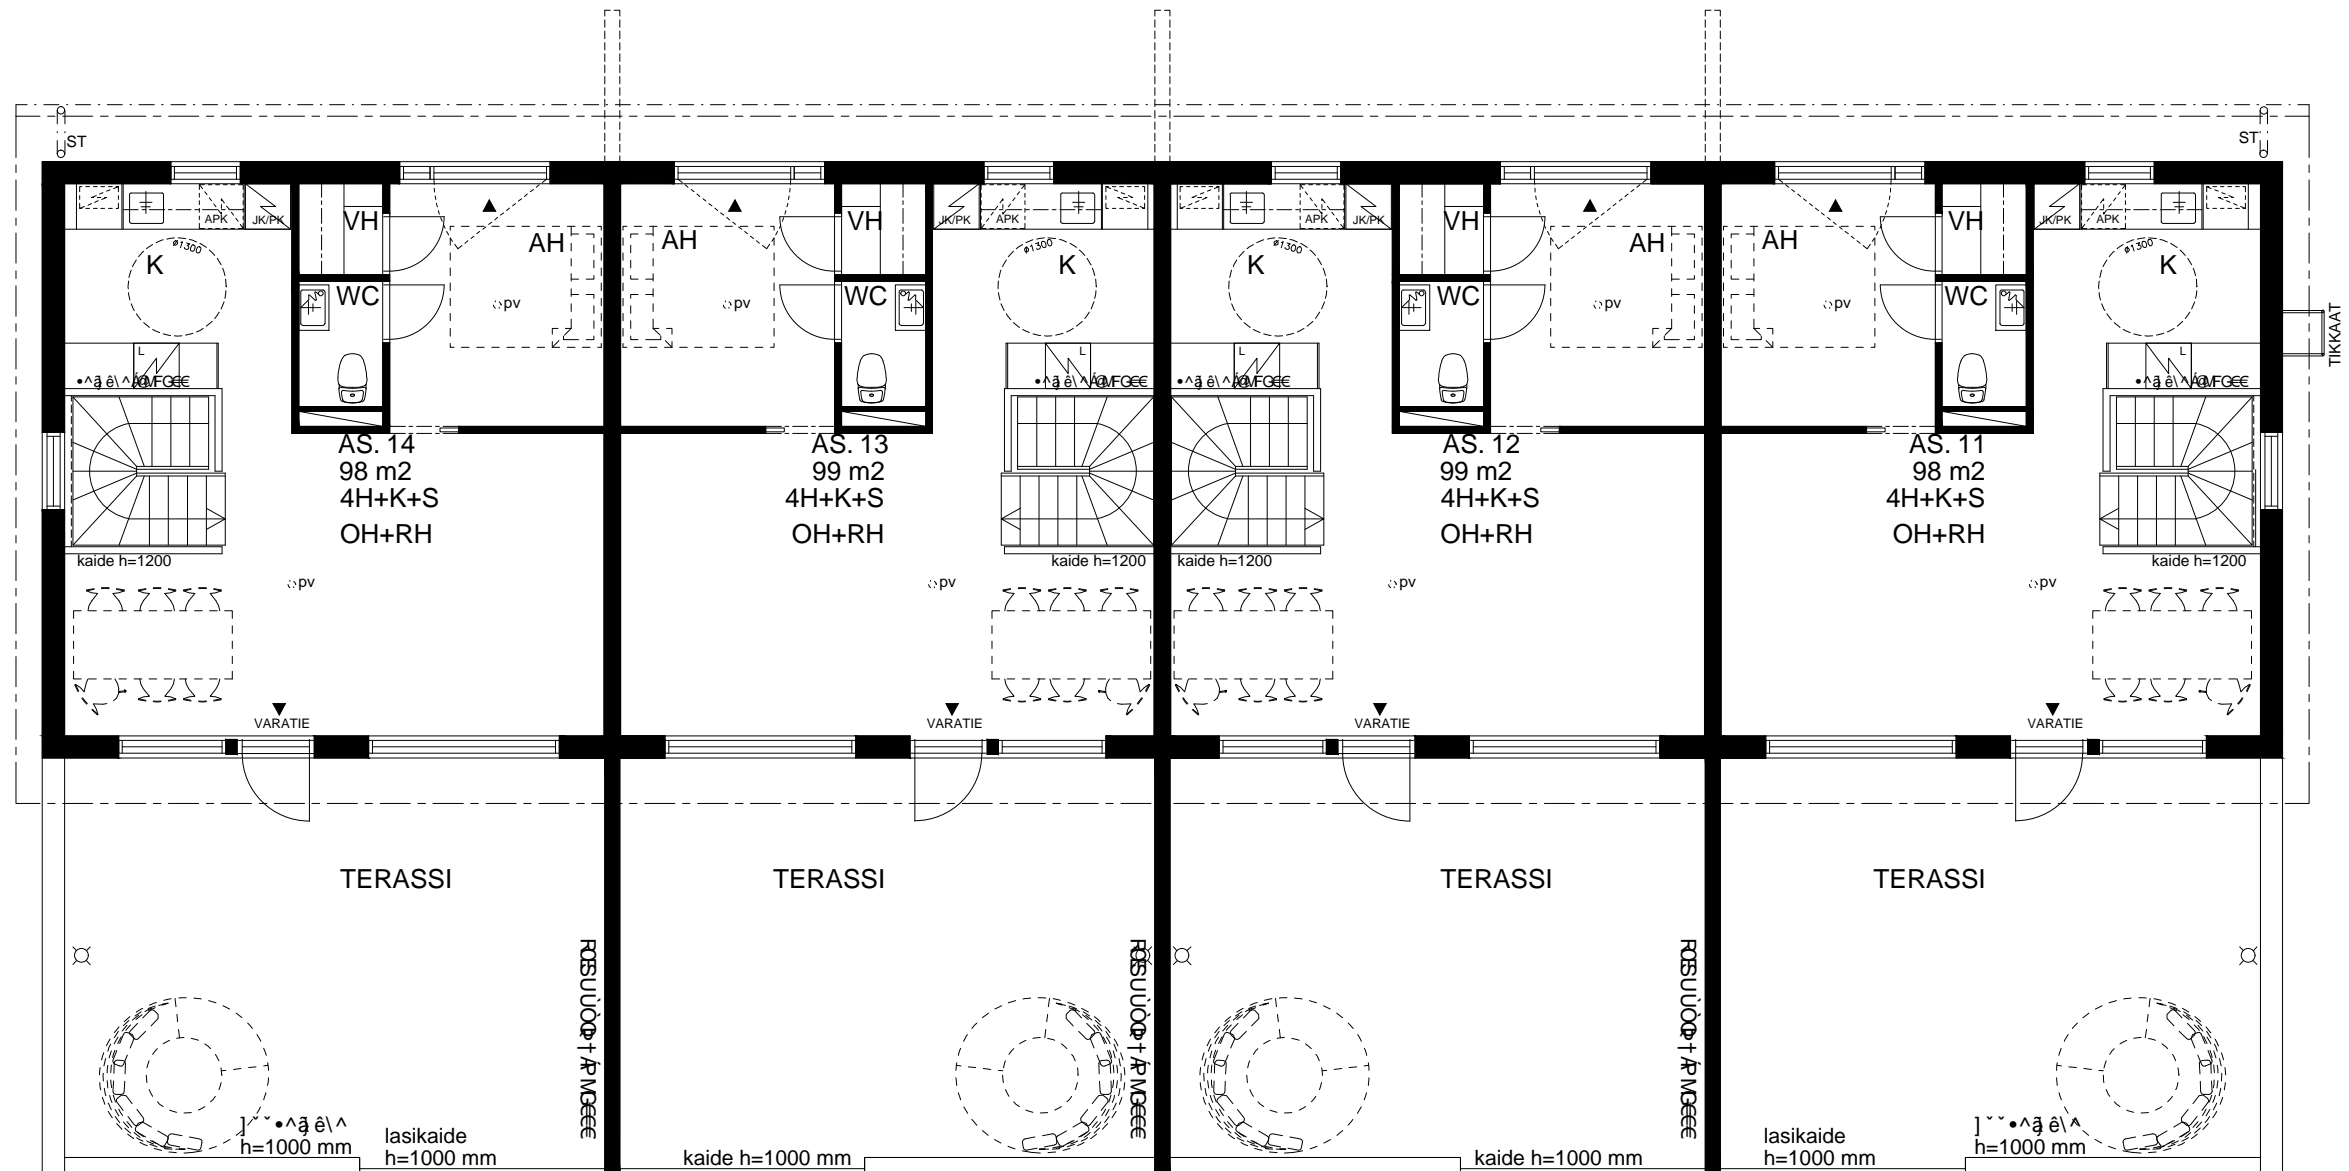 ST
ST
APK
JK/PK
VH
VH
JK/PK
APK
APK
JK/PK
VH
VH
JK/PK
APK
ø1300
K
AH
AH
ø1300
K
ø1300
K
AH
AH
ø1300
K
WC
pv
pv
WC
WC
pv
pv
WC
TIKKAAT
L
L
L
L
AS. 14
98 m2
4H+K+S
OH+RH
AS. 13
99 m2
4H+K+S
OH+RH
AS. 12
99 m2
4H+K+S
OH+RH
AS. 11
98 m2
4H+K+S
OH+RH
kaide h=1200
kaide h=1200
kaide h=1200
kaide h=1200
pv
pv
pv
pv
VARATIE
VARATIE
VARATIE
VARATIE
TERASSI
TERASSI
TERASSI
TERASSI
h=1000 mm
lasikaide
h=1000 mm
kaide h=1000 mm
kaide h=1000 mm
lasikaide
h=1000 mm
h=1000 mm